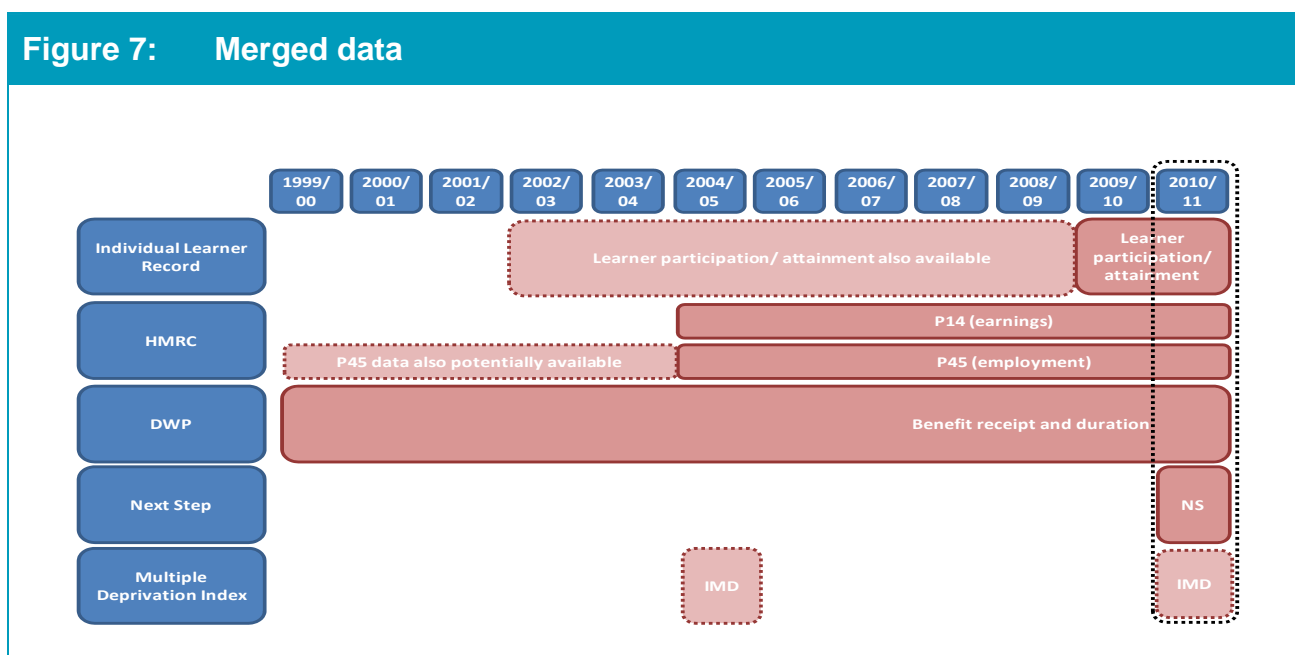 Figure 7: Merged data
1999/ 2000/ 2001/ 2002/ 2003/ 2004/ 2005/ 2006/ 2007/ 2008/ 2009/ 2010/
00 01 02 03 04 05 06 07 08 09 10 11
Individual Learner
Record
Learner participation/ attainment also available
Learner
participation/
attainment
HMRC
P14 (earnings)
P45 data also potentially available
P45 (employment)
DWP
Benefit receipt and duration
Next Step
NS
Multiple
Deprivation Index
IMD
IMD